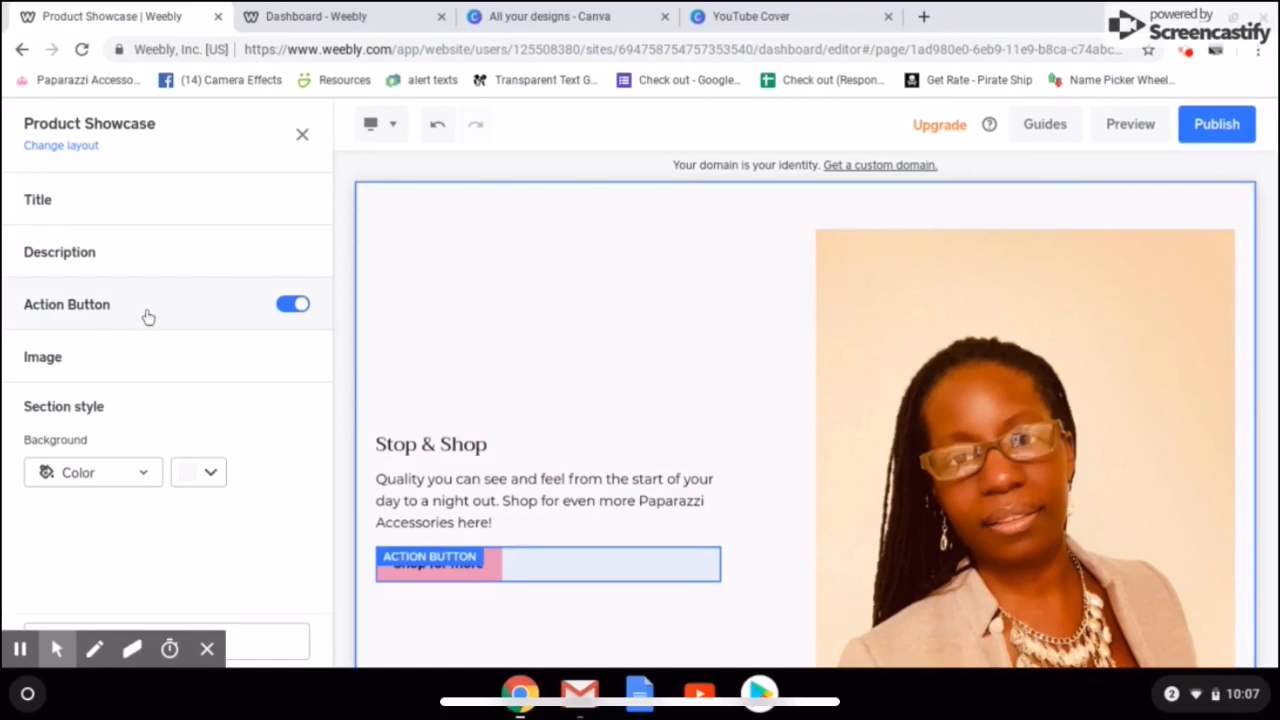 Product Showcase | Weebly
Dashboard - Weebly
All your designs - Canva
YouTube Cover
powered by
Screencastify
Weebly, Inc. [US]
https://www.weebly.com/app/website/users/125508380/sites/694758754757353540/dashboard/editor#/page/1ad980e0-6eb9-11e9-b8ca-c74abc...
Paparazzi Accesso...
(14) Camera Effects
Resources
alert texts
Transparent Text G...
Check out - Google...
Check out (Respon...
Get Rate - Pirate Ship
Name Picker Wheel...
Product Showcase
Change layout
Upgrade
Guides
Preview
Publish
Your domain is your identity. Get a custom domain.
Title
Description
Action Button
Image
Section style
Background
Color
Stop & Shop
Quality you can see and feel from the start of your
day to a night out. Shop for even more Paparazzi
Accessories here!
ACTION BUTTON
Shop for more
2
10:07